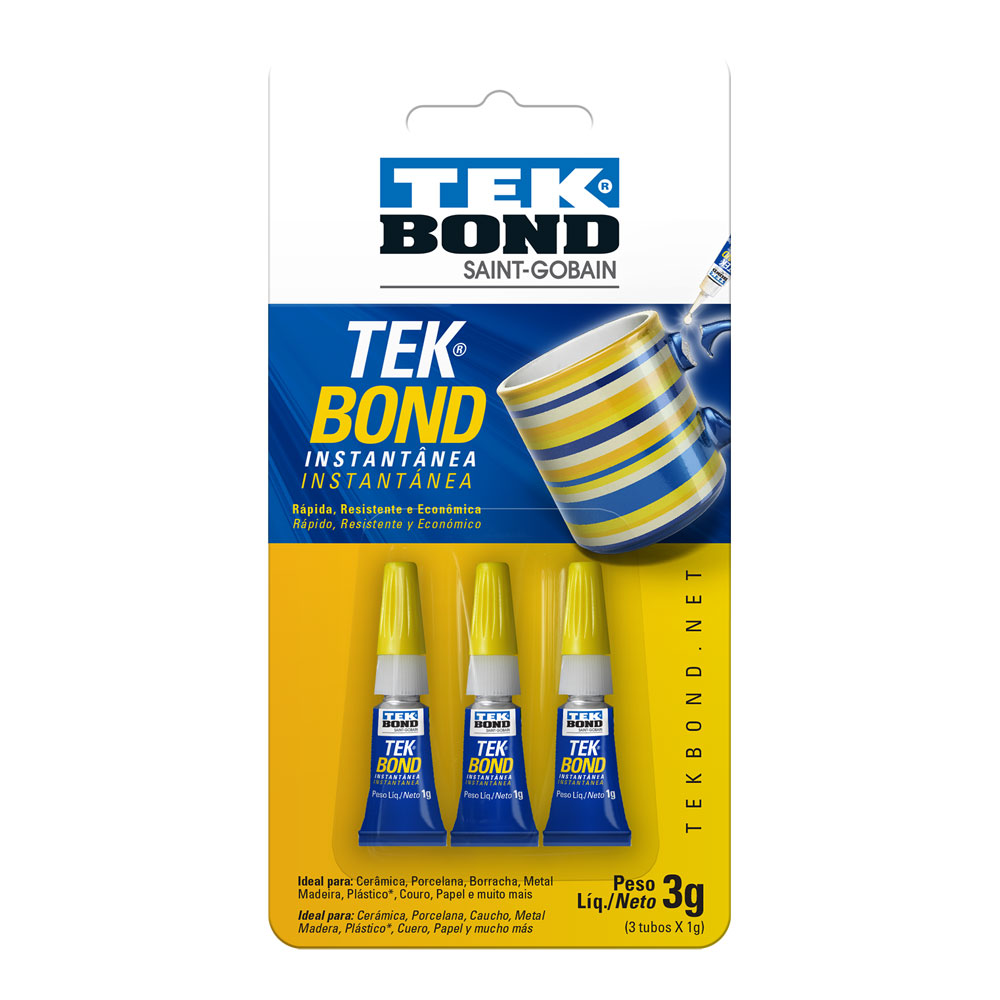 TEK®
BOND
SAINT-GOBAIN
TEK®
BOND
INSTANTÂNEA
INSTANTÁNEA
Rápida, Resistente e Econômica
Rápido, Resistente y Económico
TEKBOND.NET
TEK
BOND
SAINT-GOBAIN
TEK
BOND
INSTANTÂNEA
INSTANTÁNEA
Peso Líq./Neto 1g
TEK
BOND
SAINT-GOBAIN
TEK
BOND
INSTANTÂNEA
INSTANTÁNEA
Peso Líq./Neto 1g
TEK
BOND
SAINT-GOBAIN
TEK
BOND
INSTANTÂNEA
INSTANTÁNEA
Peso Líq./Neto 1g
Ideal para: Cerâmica, Porcelana, Borracha, Metal
Madeira, Plástico*, Couro, Papel e muito mais
Ideal para: Cerámica, Porcelana, Caucho, Metal
Madera, Plástico*, Cuero, Papel y mucho más
Peso
Líq./Neto 3g
(3 tubos X 1g)